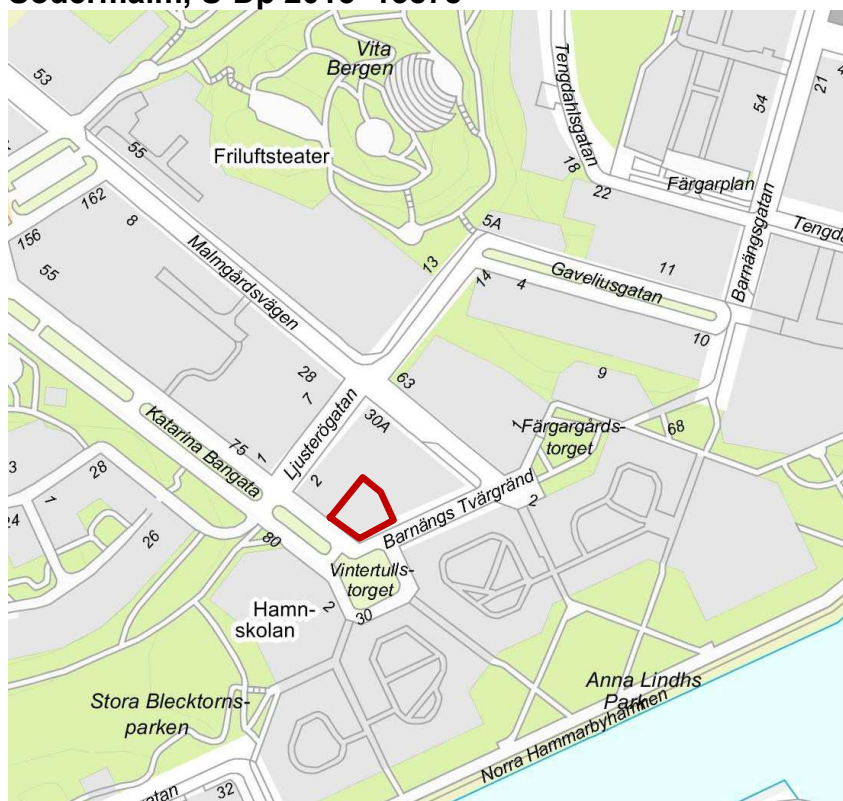 Vita
Bergen
53
Tengdahlsgatan
54
21
55
Friluftsteater
18
22
Färgarplan
162
8
156
5A
Malmgårdsvägen
13
55
14
4
Gaveliusgatan
11
Barnängsgatan
10
28
7
63
9
30A
Ljusterögatan
1
Färgargårds-
torget
68
Katarina Bangata
75
1
2
3
28
1
24
26
80
Barnängs Tvärgränd
2
Vintertulls-
torget
2
30
Hamn-
skolan
Stora Blecktorns-
parken
Anna Lindhs
Park
Norra Hammarbyhamnen
32